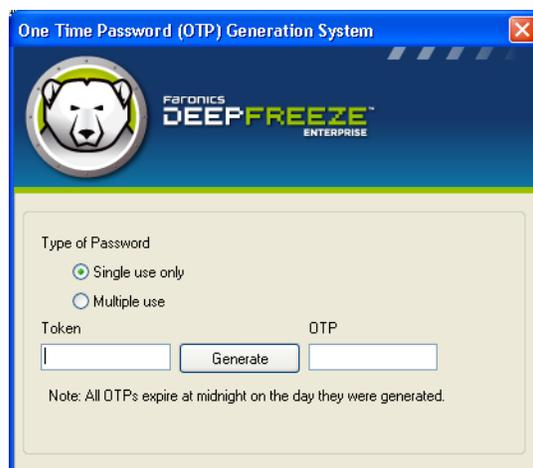 One Time Password (OTP) Generation System
Faronics
DEEPFREEZE™
ENTERPRISE
Type of Password
Single use only
Multiple use
Token OTP
Generate
Note: All OTPs expire at midnight on the day they were generated.